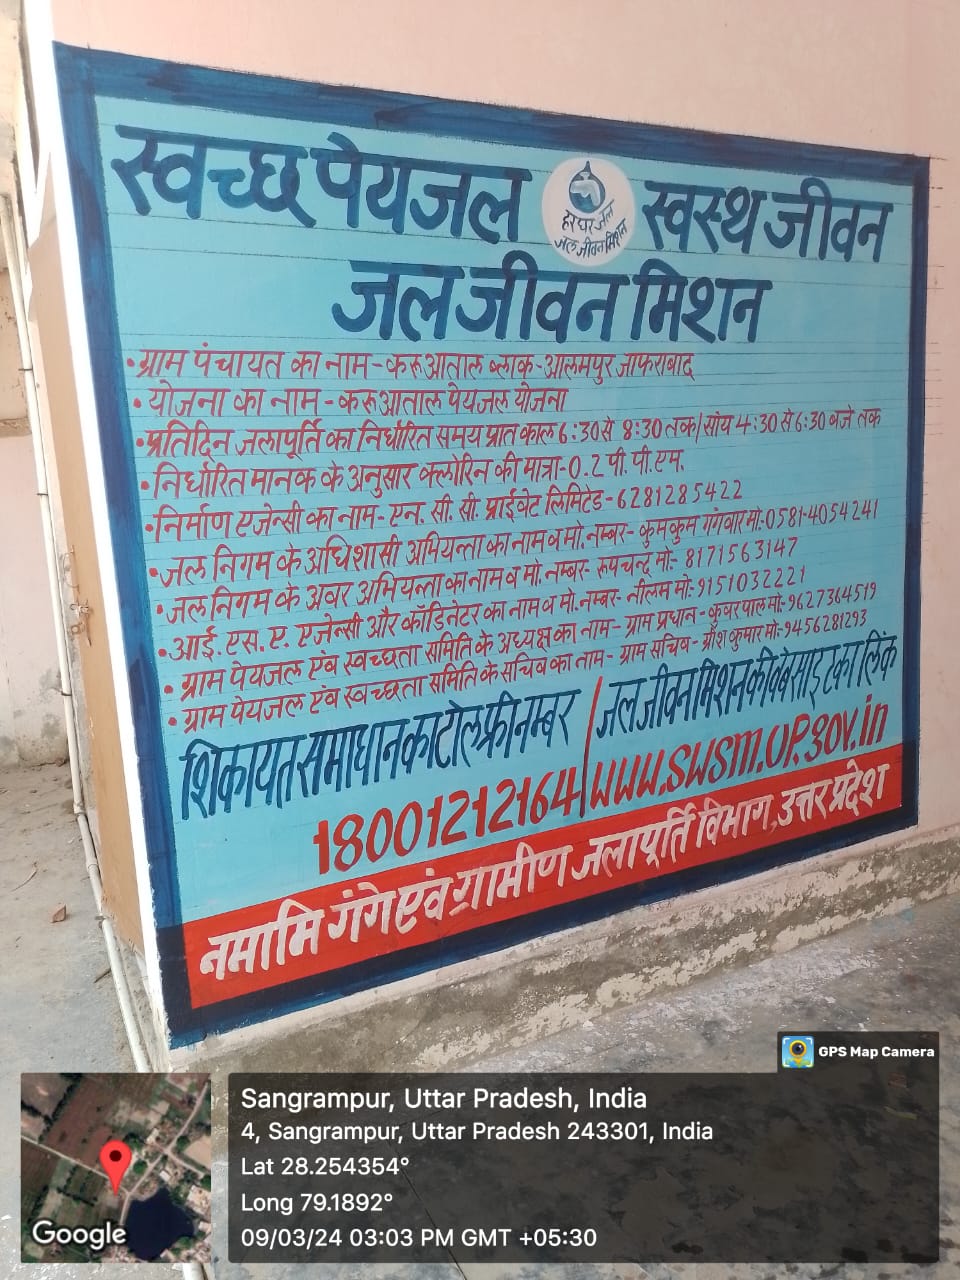 स्वच्छ पेयजल स्वस्थ जीवन
हर घर जल
जल जीवन मिशन
जल जीवन मिशन
• ग्राम पंचायत का नाम - करूआताल ब्लाक - आलमपुर जाफराबाद
• योजना का नाम - करूआताल पेयजल योजना
• प्रतिदिन जलापूर्ति का निर्धारित समय प्रात काल 6:30 से 8:30 तक / सांय 4:30 से 6:30 बजे तक
• निर्धारित मानक के अनुसार क्लोरिन की मात्रा - 0.2 पी. पी. एम.
• निर्माण एजेन्सी का नाम - एन. सी. सी. प्राईवेट लिमिटेड - 6281285422
• जल निगम के अधिशासी अभियन्ता का नाम व मो. नम्बर - कुमकुम गंगवार मो:- 0581-4054241
• जल निगम के अवर अभियन्ता का नाम व मो. नम्बर - रूपचन्द्र मो:- 8171563147
• आई. एस. ए. एजेन्सी और कॉडिनेटर का नाम व मो. नम्बर - नीलम मो:- 9151032221
• ग्राम पेयजल एंव स्वच्छता समिति के अध्यक्ष का नाम - ग्राम प्रधान - कुवर पाल मो:- 9627364519
• ग्राम पेयजल एंव स्वच्छता समिति के सचिव का नाम - ग्राम सचिव - ग्रीश कुमार मो:- 9456281293
शिकायत समाधान का टोल फ्री नम्बर / जल जीवन मिशन की वेबसाइट का लिंक
18001212164 / www.swsm.up.gov.in
नमामि गंगे एवं ग्रामीण जलापूर्ति विभाग, उत्तर प्रदेश
GPS Map Camera
Google
Sangrampur, Uttar Pradesh, India
4, Sangrampur, Uttar Pradesh 243301, India
Lat 28.254354°
Long 79.1892°
09/03/24 03:03 PM GMT +05:30